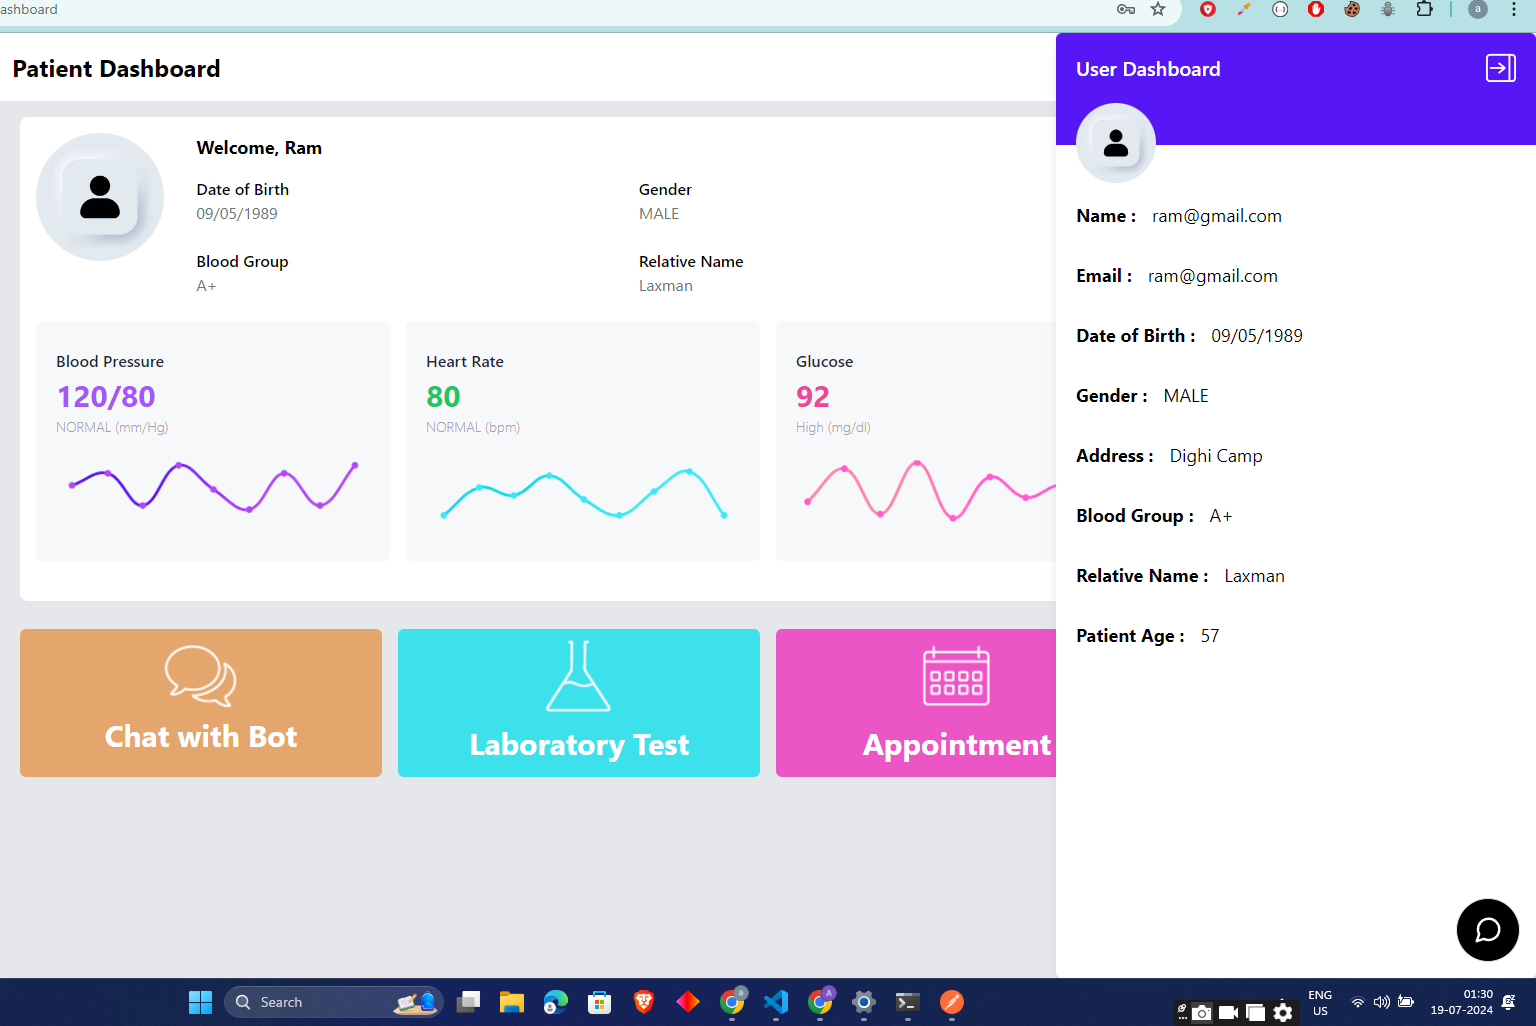 ashboard
a
Patient Dashboard
Welcome, Ram
Date of Birth
09/05/1989
Gender
MALE
Blood Group
A+
Relative Name
Laxman
Blood Pressure
120/80
NORMAL (mm/Hg)
Heart Rate
80
NORMAL (bpm)
Glucose
92
High (mg/dl)
Chat with Bot
Laboratory Test
Appointment
User Dashboard
Name : ram@gmail.com
Email : ram@gmail.com
Date of Birth : 09/05/1989
Gender : MALE
Address : Dighi Camp
Blood Group : A+
Relative Name : Laxman
Patient Age : 57
Search
a
A
ENG
US
01:30
19-07-2024